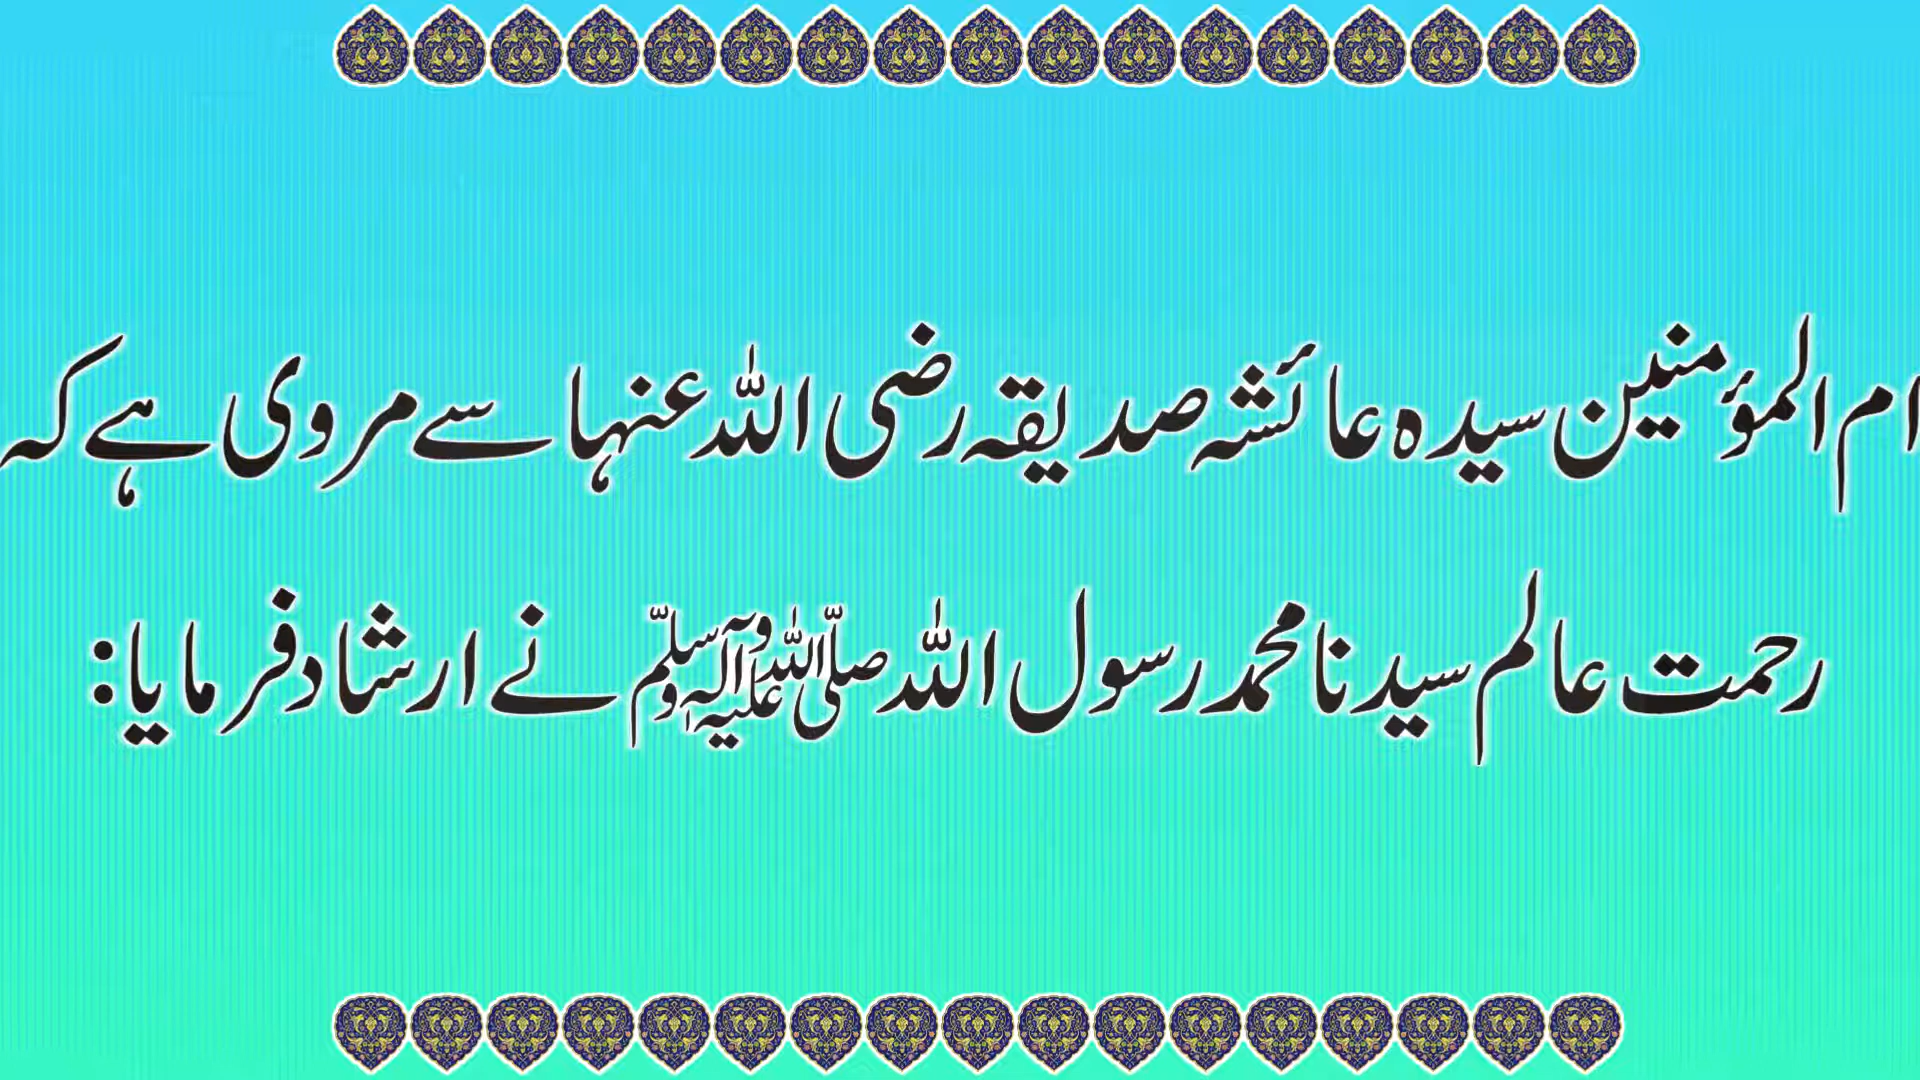 ام المؤمنین سیدہ عائشہ صدیقہ رضی اللہ عنہا سے مروی ہے کہ
رحمت عالم سیدنا محمد رسول اللہ صلی اللہ علیہ وآلہ وسلم نے ارشاد فرمایا: